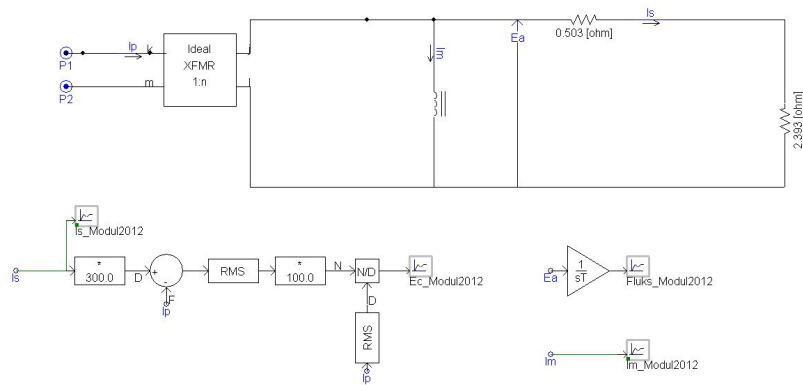 P1
P2
Ip
k
m
Ideal
XFMR
1:n
Im
Ea
0.503 [ohm]
Is
2.393 [ohm]
Is_Modul2012
Is
*
300.0
D
+
-
F
Ip
RMS
*
100.0
N
N/D
D
RMS
Ip
Ec_Modul2012
Ea
1
sT
Fluks_Modul2012
Im
Im_Modul2012